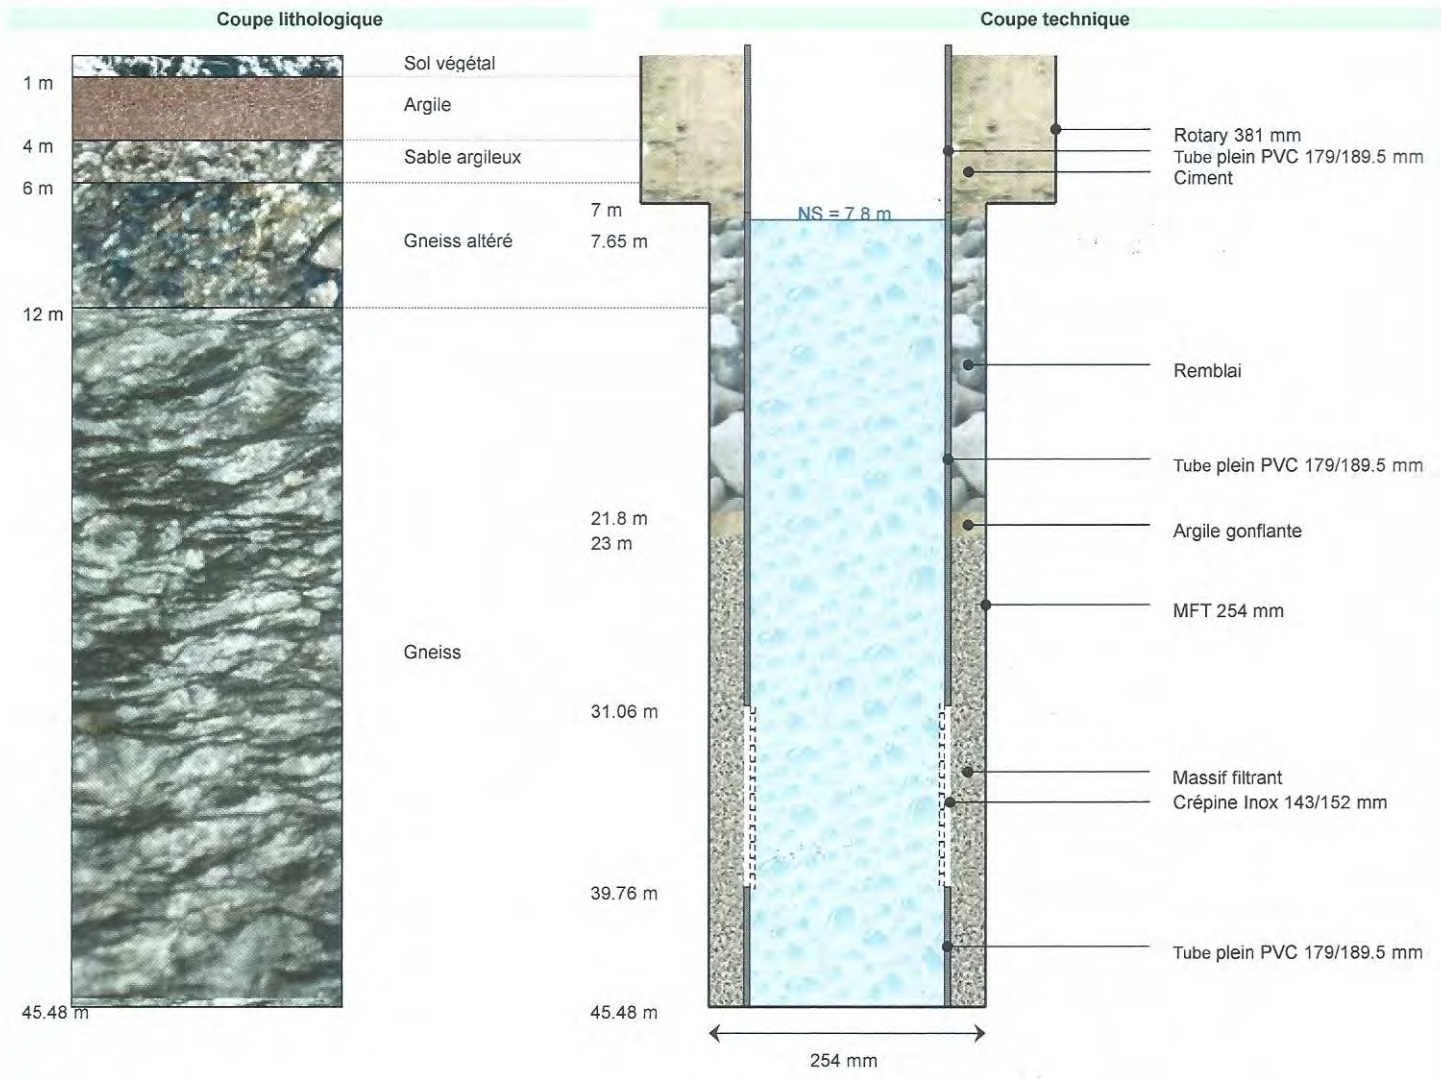 Coupe lithologique
Coupe technique
Sol végétal
1 m
Argile
4 m
Sable argileux
6 m
Gneiss altéré
12 m
Gneiss
45.48 m
7 m
7.65 m
NS = 7.8 m
21.8 m
23 m
31.06 m
39.76 m
45.48 m
254 mm
Rotary 381 mm
Tube plein PVC 179/189.5 mm
Ciment
Remblai
Tube plein PVC 179/189.5 mm
Argile gonflante
MFT 254 mm
Massif filtrant
Crépine Inox 143/152 mm
Tube plein PVC 179/189.5 mm